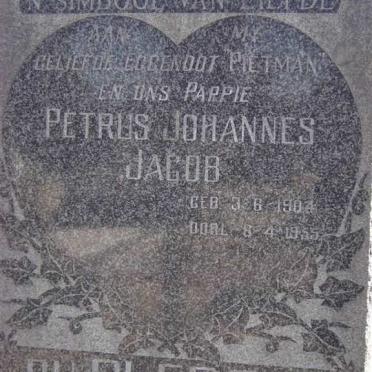 'N SIMBOOL VAN LIEFDE
AAN MY
GELIEFDE EGGENOOT PIETMAN
EN ONS PAPPIE
PETRUS JOHANNES
JACOB
GEB 3-6-1904
OORL 8-4-1955